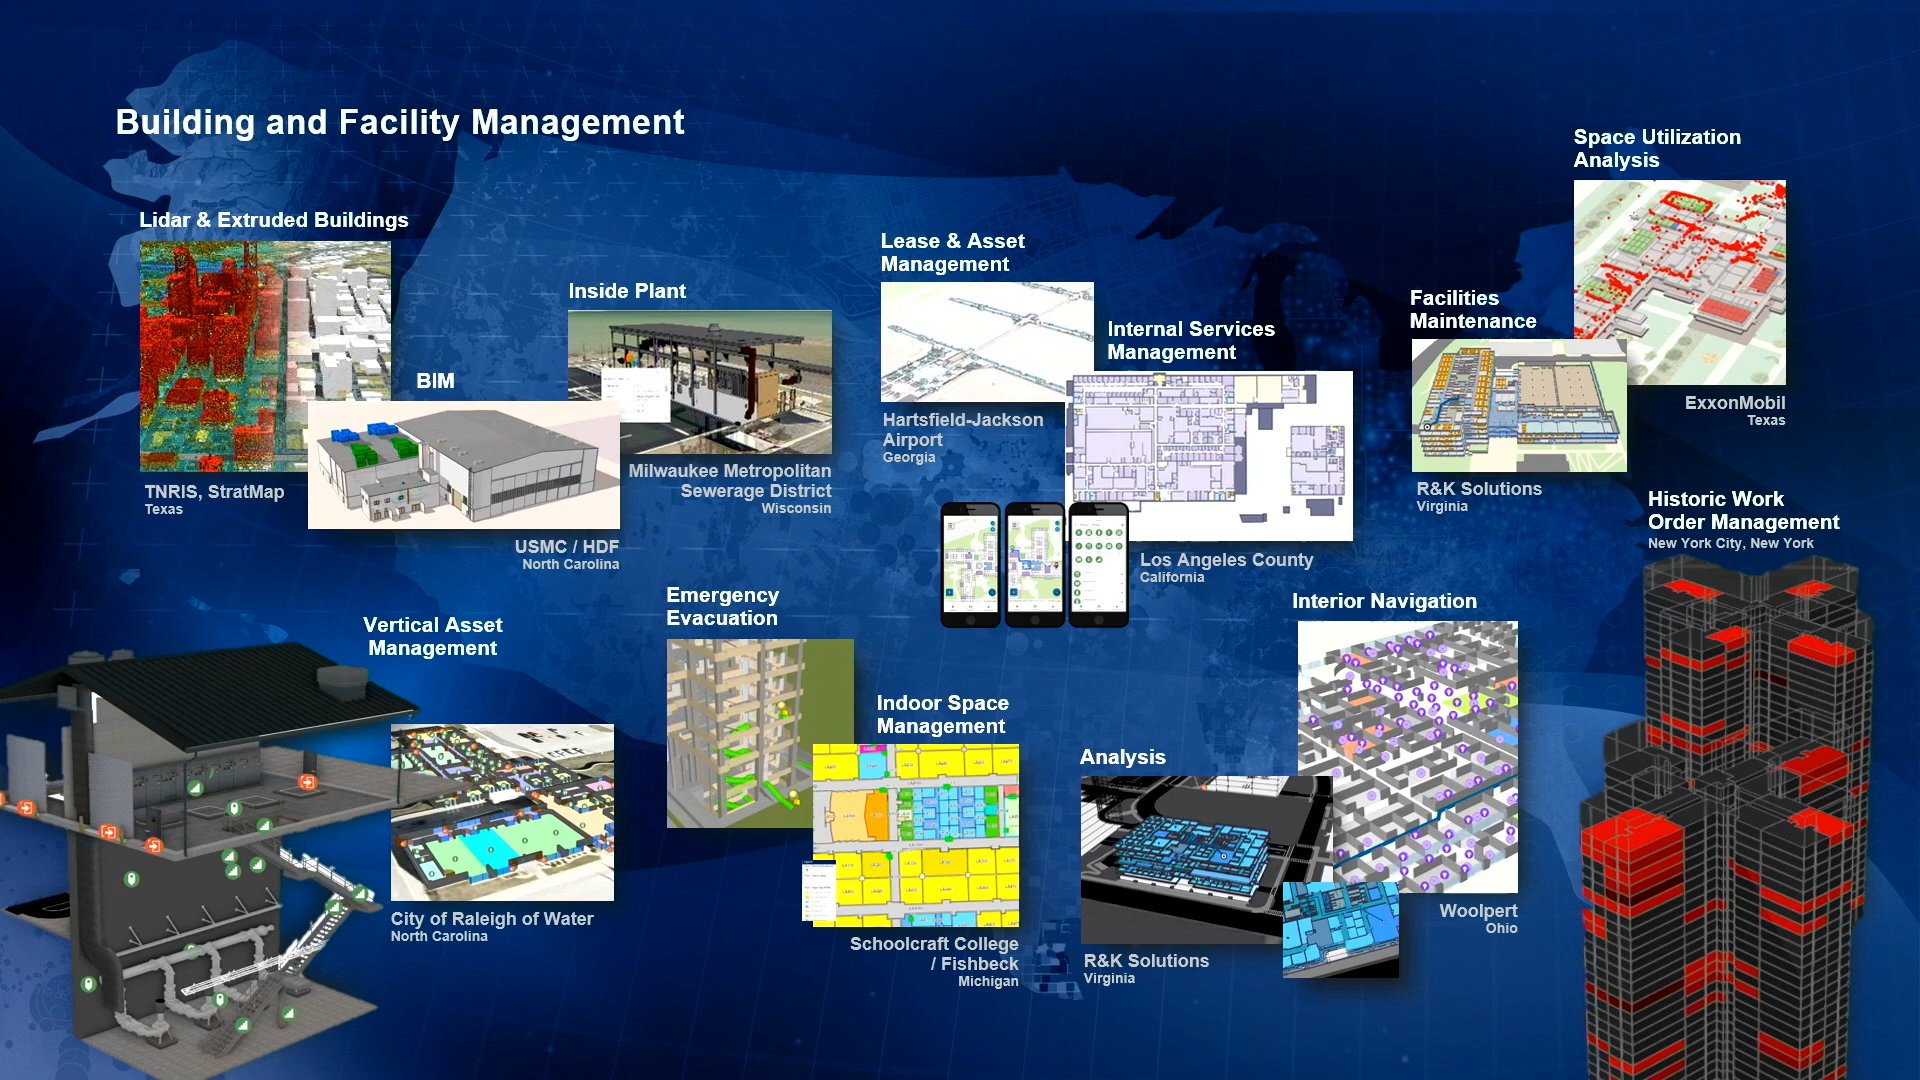 Building and Facility Management
Lidar & Extruded Buildings
TNRIS, StratMap
Texas
BIM
USMC / HDF
North Carolina
Inside Plant
Milwaukee Metropolitan
Sewerage District
Wisconsin
Lease & Asset
Management
Hartsfield-Jackson
Airport
Georgia
Internal Services
Management
Los Angeles County
California
Facilities
Maintenance
R&K Solutions
Virginia
Space Utilization
Analysis
ExxonMobil
Texas
Historic Work
Order Management
New York City, New York
Vertical Asset
Management
City of Raleigh of Water
North Carolina
Emergency
Evacuation
Indoor Space
Management
Schoolcraft College
/ Fishbeck
Michigan
Analysis
R&K Solutions
Virginia
Interior Navigation
Woolpert
Ohio